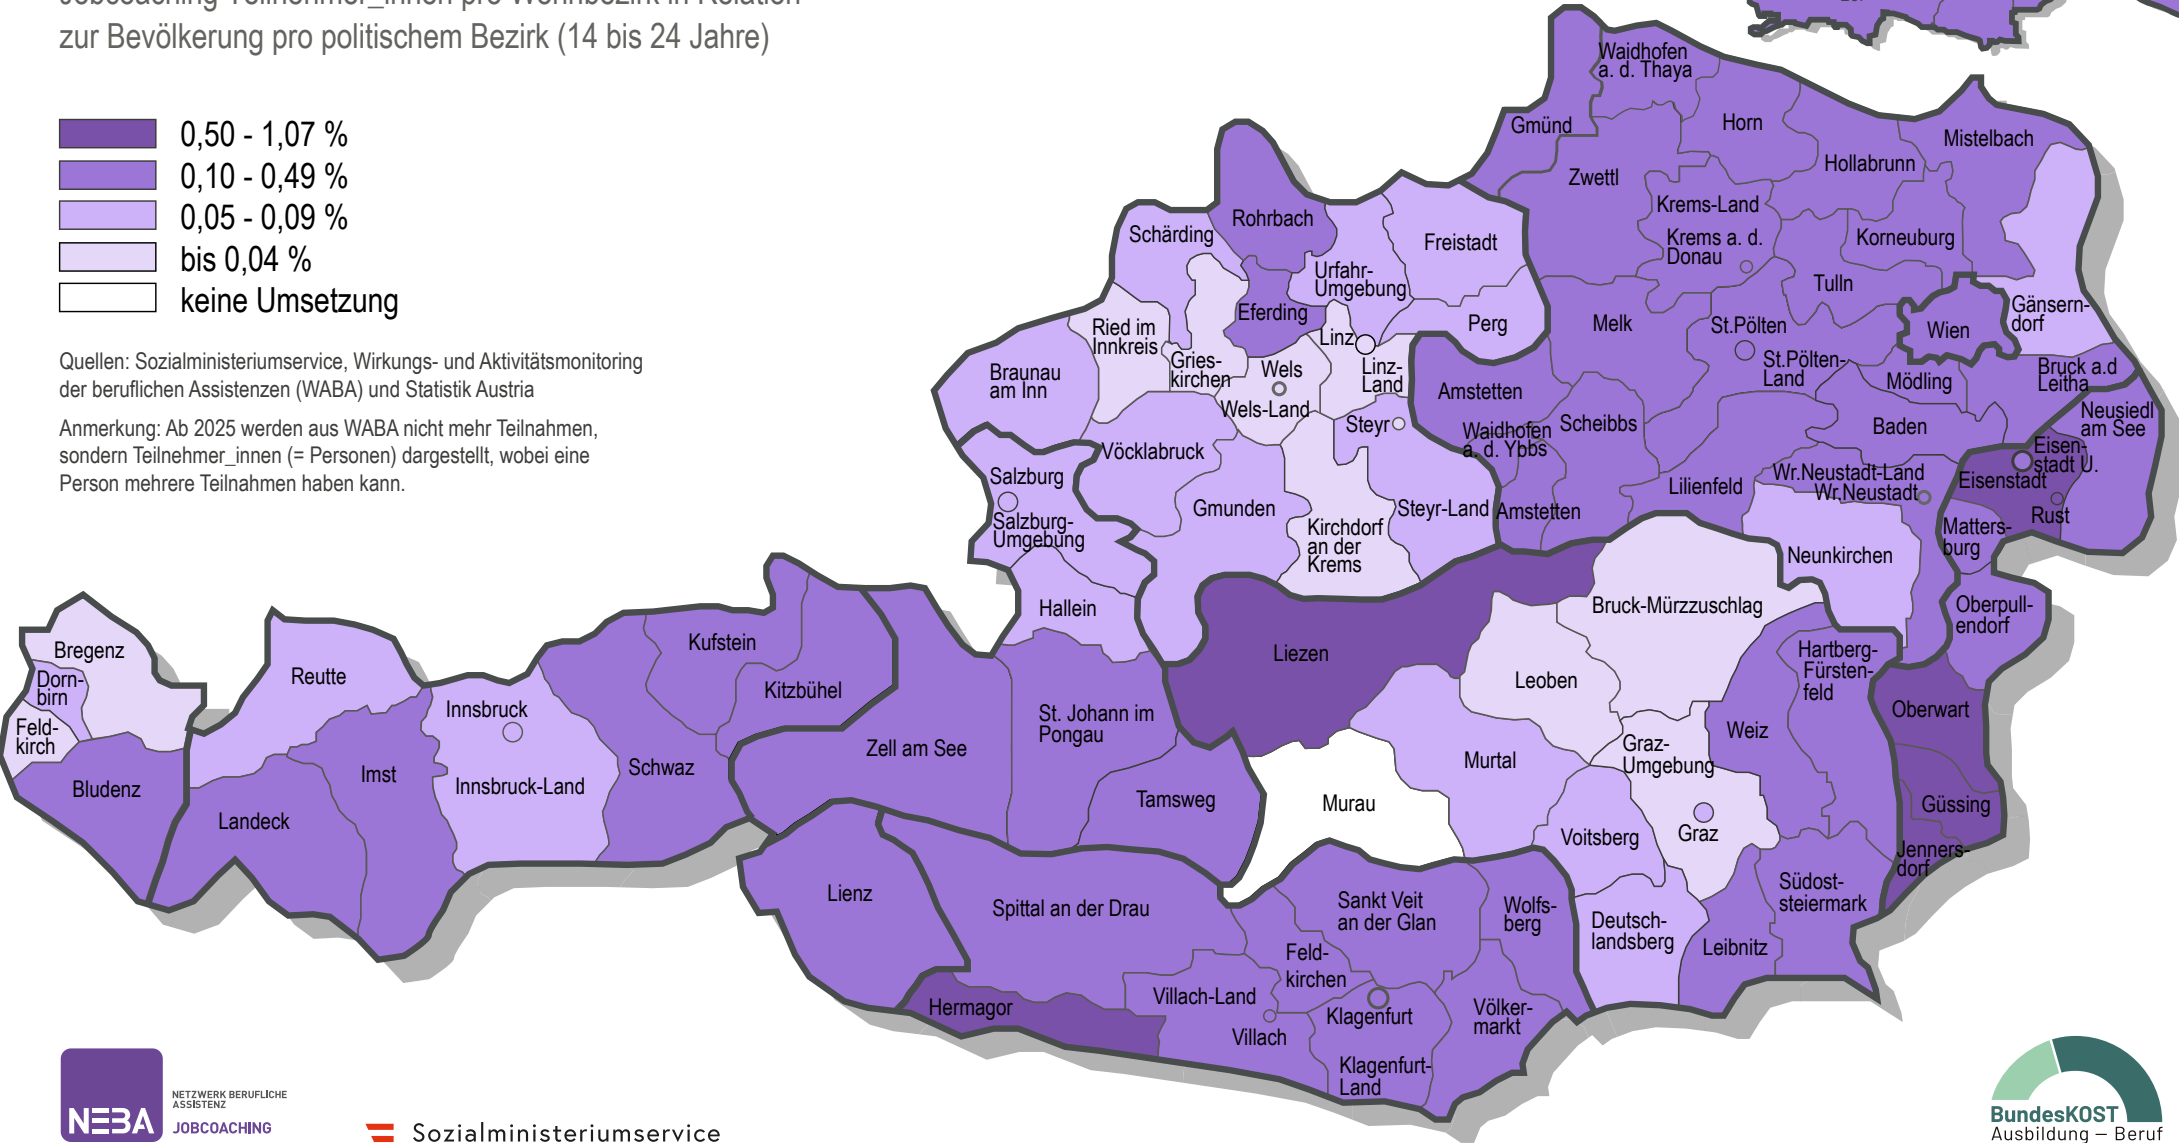 Jobcoaching-Teilnehmer_innen pro Wohnbezirk in Relation
zur Bevölkerung pro politischem Bezirk (14 bis 24 Jahre)
0,50 - 1,07 %
0,10 - 0,49 %
0,05 - 0,09 %
bis 0,04 %
keine Umsetzung
Quellen: Sozialministeriumservice, Wirkungs- und Aktivitätsmonitoring
der beruflichen Assistenzen (WABA) und Statistik Austria
Anmerkung: Ab 2025 werden aus WABA nicht mehr Teilnahmen,
sondern Teilnehmer_innen (= Personen) dargestellt, wobei eine
Person mehrere Teilnahmen haben kann.
Waidhofen
a. d. Thaya
Gmünd
Horn
Mistelbach
Hollabrunn
Zwettl
Krems-Land
Krems a. d.
Donau
Korneuburg
Tulln
Gänsern-
dorf
Wien
Melk
St.Pölten
St.Pölten-
Land
Mödling
Bruck a.d
Leitha
Amstetten
Waidhofen
a. d. Ybbs
Scheibbs
Baden
Neusiedl
am See
Eisen-
stadt U.
Eisenstadt
Rust
Wr.Neustadt-Land
Wr.Neustadt
Lilienfeld
Amstetten
Matters-
burg
Neunkirchen
Oberpull-
endorf
Oberwart
Güssing
Jenners-
dorf
Rohrbach
Schärding
Freistadt
Urfahr-
Umgebung
Eferding
Perg
Ried im
Innkreis
Gries-
kirchen
Linz
Linz-
Land
Wels
Wels-Land
Braunau
am Inn
Steyr
Vöcklabruck
Gmunden
Kirchdorf
an der
Krems
Steyr-Land
Salzburg
Salzburg-
Umgebung
Hallein
St. Johann im
Pongau
Zell am See
Tamsweg
Liezen
Bruck-Mürzzuschlag
Leoben
Hartberg-
Fürsten-
feld
Weiz
Graz-
Umgebung
Graz
Murtal
Murau
Voitsberg
Deutsch-
landsberg
Leibnitz
Südost-
steiermark
Bregenz
Dorn-
birn
Feld-
kirch
Bludenz
Reutte
Landeck
Imst
Innsbruck
Innsbruck-Land
Schwaz
Kufstein
Kitzbühel
Lienz
Spittal an der Drau
Hermagor
Villach-Land
Villach
Feld-
kirchen
Sankt Veit
an der Glan
Wolfs-
berg
Völker-
markt
Klagenfurt
Klagenfurt-
Land
NEBA
NETZWERK BERUFLICHE
ASSISTENZ
JOBCOACHING
Sozialministeriumservice
BundesKOST
Ausbildung – Beruf